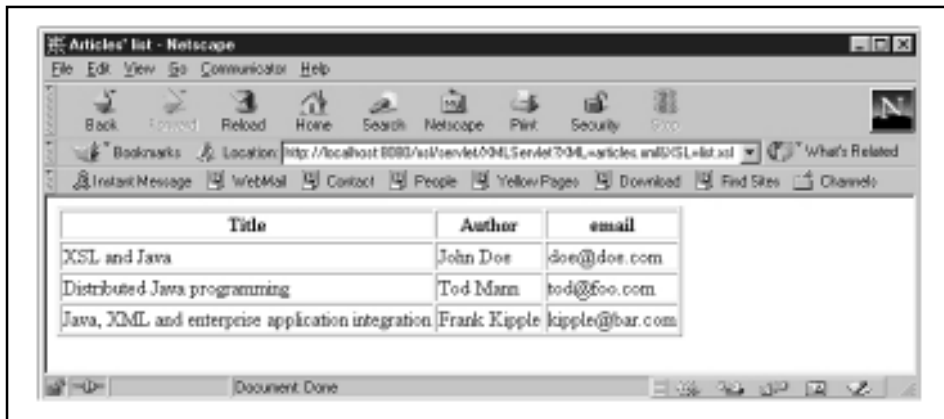 Articles' list - Netscape
File Edit View Go Communicator Help
Back Forward Reload Home Search Netscape Print Security Stop
Bookmarks Location: http://localhost:8080/xsl/servlet/XMLServlet?XML=articles.xml&XSL=list.xsl What's Related
Instant Message WebMail Contact People Yellow Pages Download Find Sites Channels
Title Author email
XSL and Java John Doe doe@doe.com
Distributed Java programming Tod Mann tod@foo.com
Java, XML and enterprise application integration Frank Kipple kipple@bar.com
Document: Done